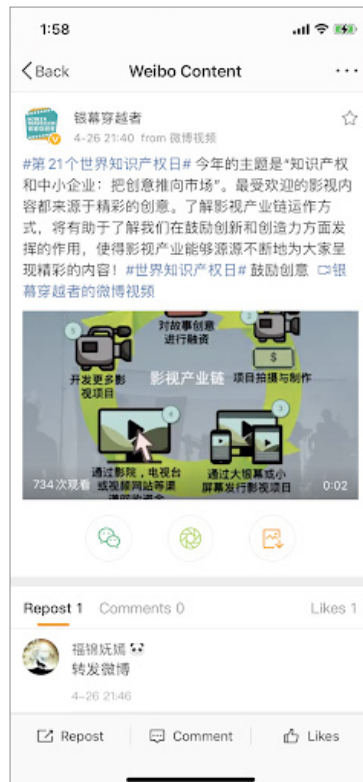 1:58
Back
Weibo Content
银幕穿越者
4-26 21:40 from 微博视频
#第21个世界知识产权日# 今年的主题是“知识产权
和中小企业：把创意推向市场”。最受欢迎的影视内
容都来源于精彩的创意。了解影视产业链运作方
式，将有助于了解我们在鼓励创新和创造力方面发
挥的作用，使得影视产业能够源源不断地为大家呈
现精彩的内容！#世界知识产权日# 鼓励创意 银
幕穿越者的微博视频
对故事创意
进行融资
5
2
$
开发更多影
视项目
影视产业链
项目拍摄与制作
4
3
通过影院，电视台
或视频网站等渠
通过大银幕或小
屏幕发行影视项目
734次观看
0:02
Repost 1
Comments 0
Likes 1
福锦妩嫣
转发微博
4-26 21:46
Repost
Comment
Likes